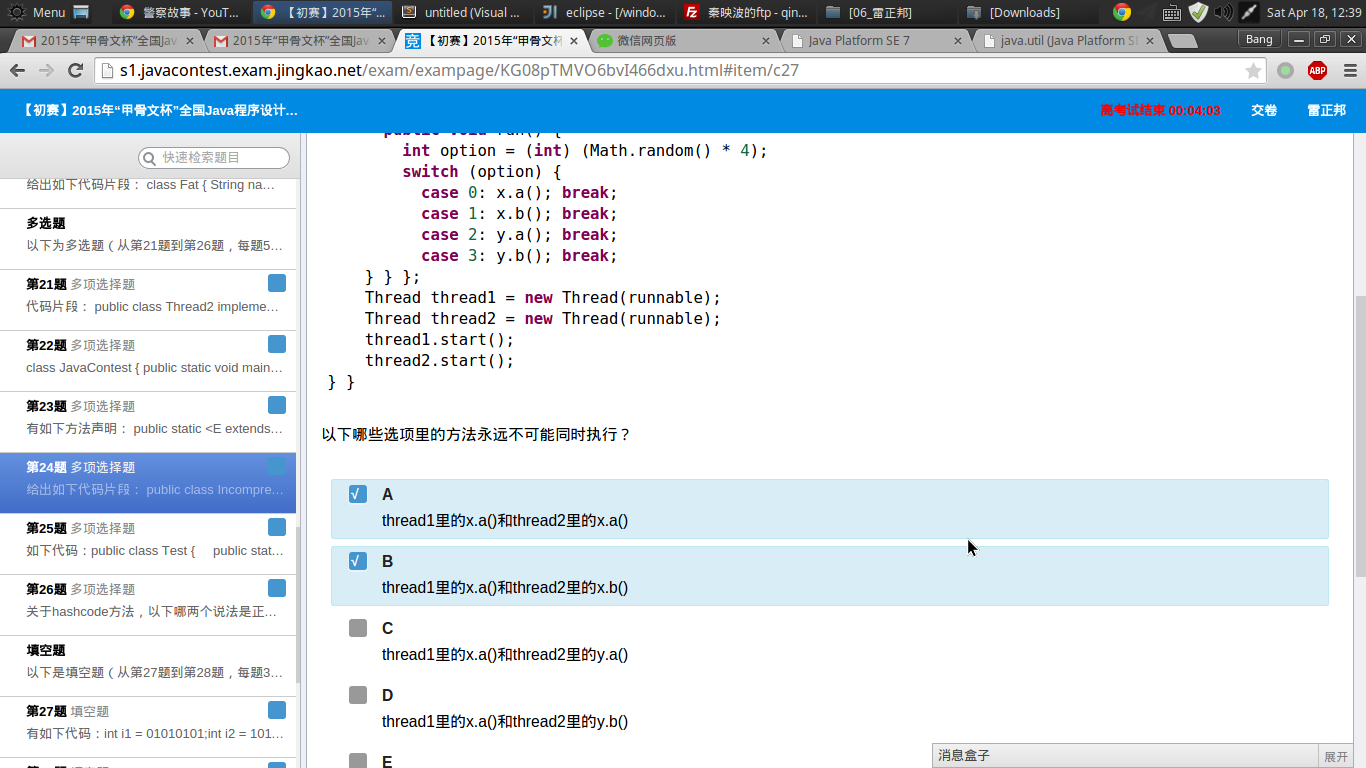 Menu
警察故事 - YouT...
【初赛】2015年“...
untitled (Visual ...
eclipse - [/windo...
秦映波的ftp - qin...
[06_雷正邦]
[Downloads]
Sat Apr 18, 12:39
2015年“甲骨文杯”全国Jav
2015年“甲骨文杯”全国Jav
【初赛】2015年“甲骨文杯
微信网页版
Java Platform SE 7
java.util (Java Platform SE
Bang
s1.javacontest.exam.jingkao.net/exam/exampage/KG08pTMVO6bvI466dxu.html#item/c27
ABP
【初赛】2015年“甲骨文杯”全国Java程序设计...
离考试结束 00:04:03
交卷
雷正邦
快速检索题目
给出如下代码片段： class Fat { String na...
多选题
以下为多选题（从第21题到第26题，每题5...
第21题 多项选择题
代码片段： public class Thread2 impleme...
第22题 多项选择题
class JavaContest { public static void main...
第23题 多项选择题
有如下方法声明： public static <E extends...
第24题 多项选择题
给出如下代码片段： public class Incompre...
第25题 多项选择题
如下代码：public class Test { public stat...
第26题 多项选择题
关于hashcode方法，以下哪两个说法是正...
填空题
以下是填空题（从第27题到第28题，每题3...
第27题 填空题
有如下代码：int i1 = 01010101;int i2 = 101...
public void run() {
int option = (int) (Math.random() * 4);
switch (option) {
case 0: x.a(); break;
case 1: x.b(); break;
case 2: y.a(); break;
case 3: y.b(); break;
} } };
Thread thread1 = new Thread(runnable);
Thread thread2 = new Thread(runnable);
thread1.start();
thread2.start();
} }
以下哪些选项里的方法永远不可能同时执行？
√ A
thread1里的x.a()和thread2里的x.a()
√ B
thread1里的x.a()和thread2里的x.b()
C
thread1里的x.a()和thread2里的y.a()
D
thread1里的x.a()和thread2里的y.b()
E
消息盒子
展开